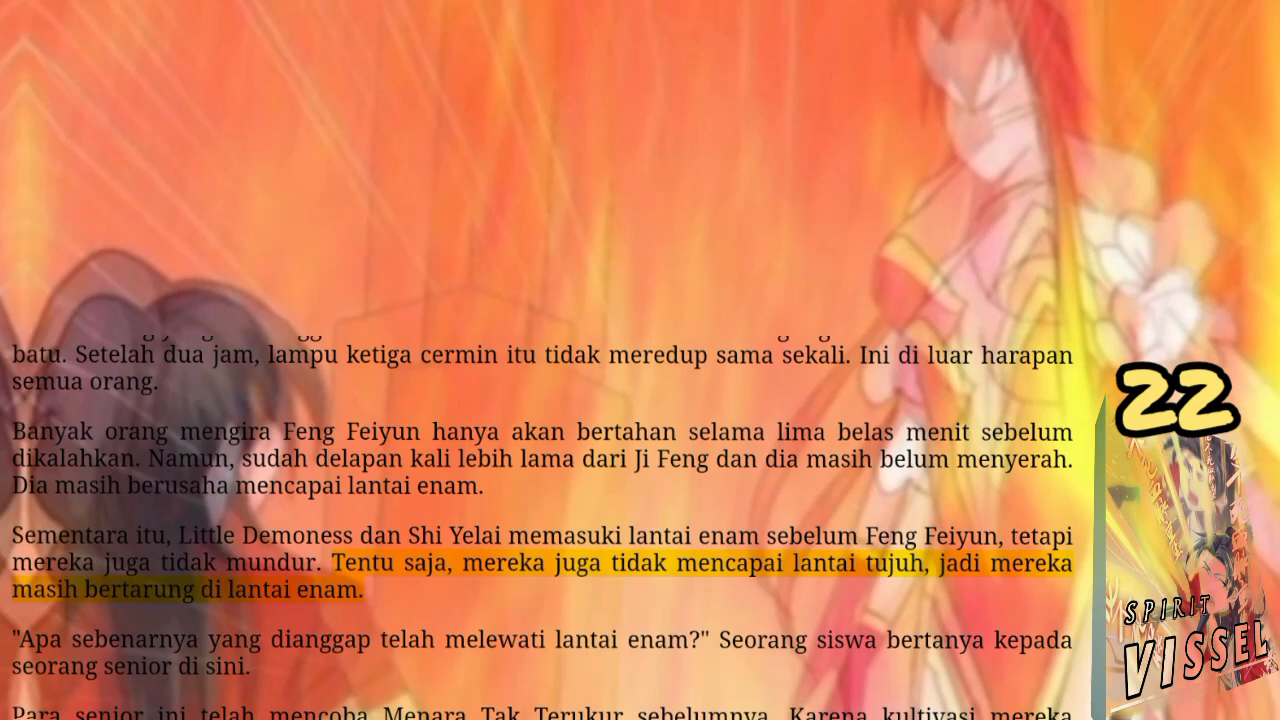 batu. Setelah dua jam, lampu ketiga cermin itu tidak meredup sama sekali. Ini di luar harapan
semua orang.
Banyak orang mengira Feng Feiyun hanya akan bertahan selama lima belas menit sebelum
dikalahkan. Namun, sudah delapan kali lebih lama dari Ji Feng dan dia masih belum menyerah.
Dia masih berusaha mencapai lantai enam.
Sementara itu, Little Demoness dan Shi Yelai memasuki lantai enam sebelum Feng Feiyun, tetapi
mereka juga tidak mundur. Tentu saja, mereka juga tidak mencapai lantai tujuh, jadi mereka
masih bertarung di lantai enam.
"Apa sebenarnya yang dianggap telah melewati lantai enam?" Seorang siswa bertanya kepada
seorang senior di sini.
Para senior ini telah mencoba Menara Tak Terukur sebelumnya. Karena kultivasi mereka
22
SPIRIT
VISSEL